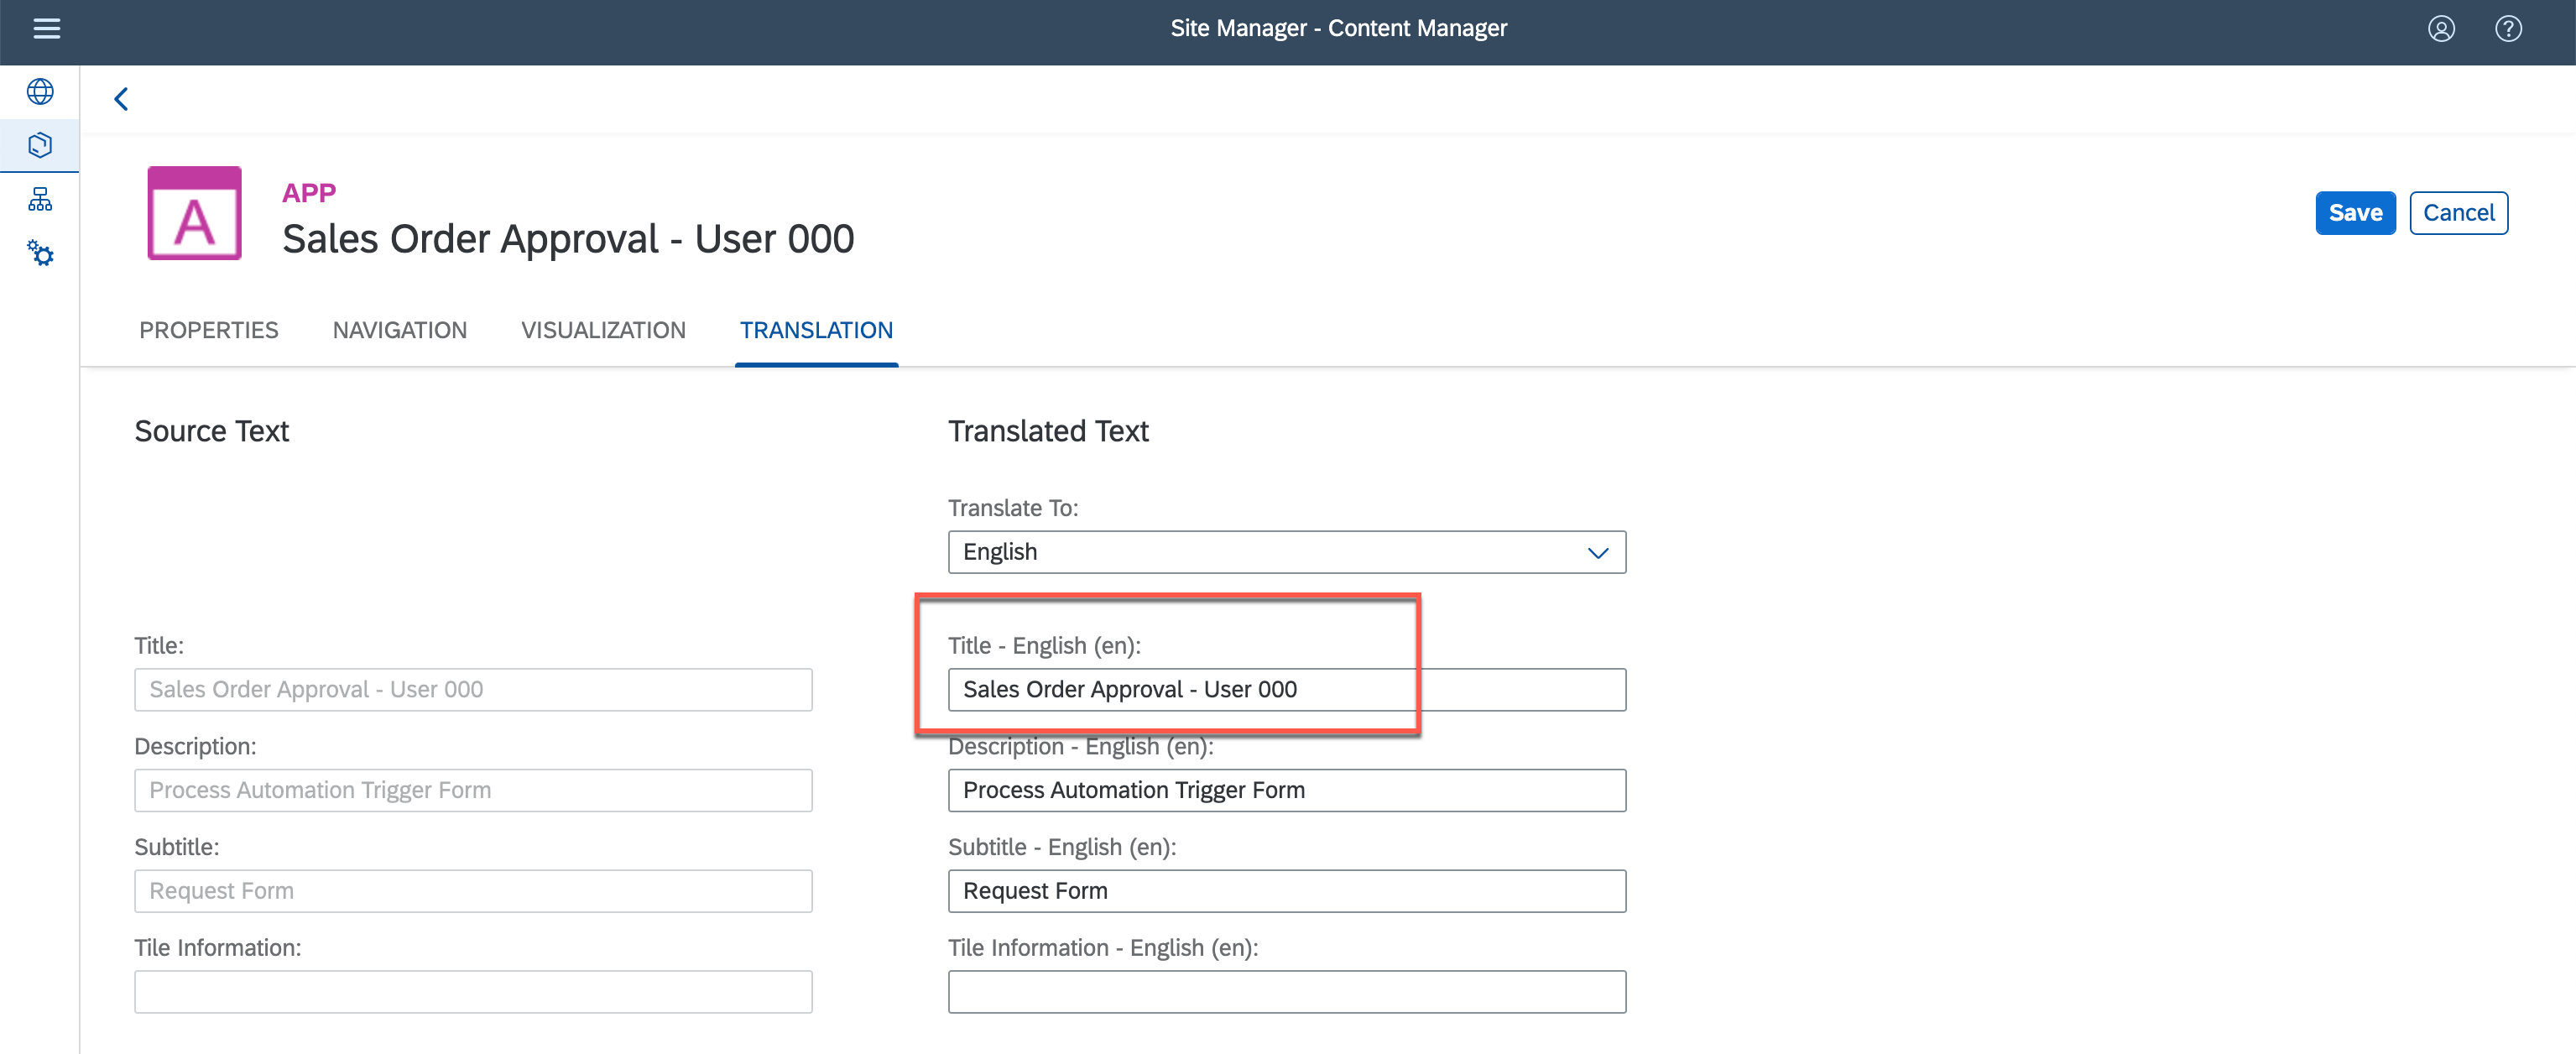 Site Manager - Content Manager
A
APP
Sales Order Approval - User 000
Save
Cancel
PROPERTIES
NAVIGATION
VISUALIZATION
TRANSLATION
Source Text
Translated Text
Translate To:
English
Title:
Title - English (en):
Sales Order Approval - User 000
Sales Order Approval - User 000
Description:
Description - English (en):
Process Automation Trigger Form
Process Automation Trigger Form
Subtitle:
Subtitle - English (en):
Request Form
Request Form
Tile Information:
Tile Information - English (en):